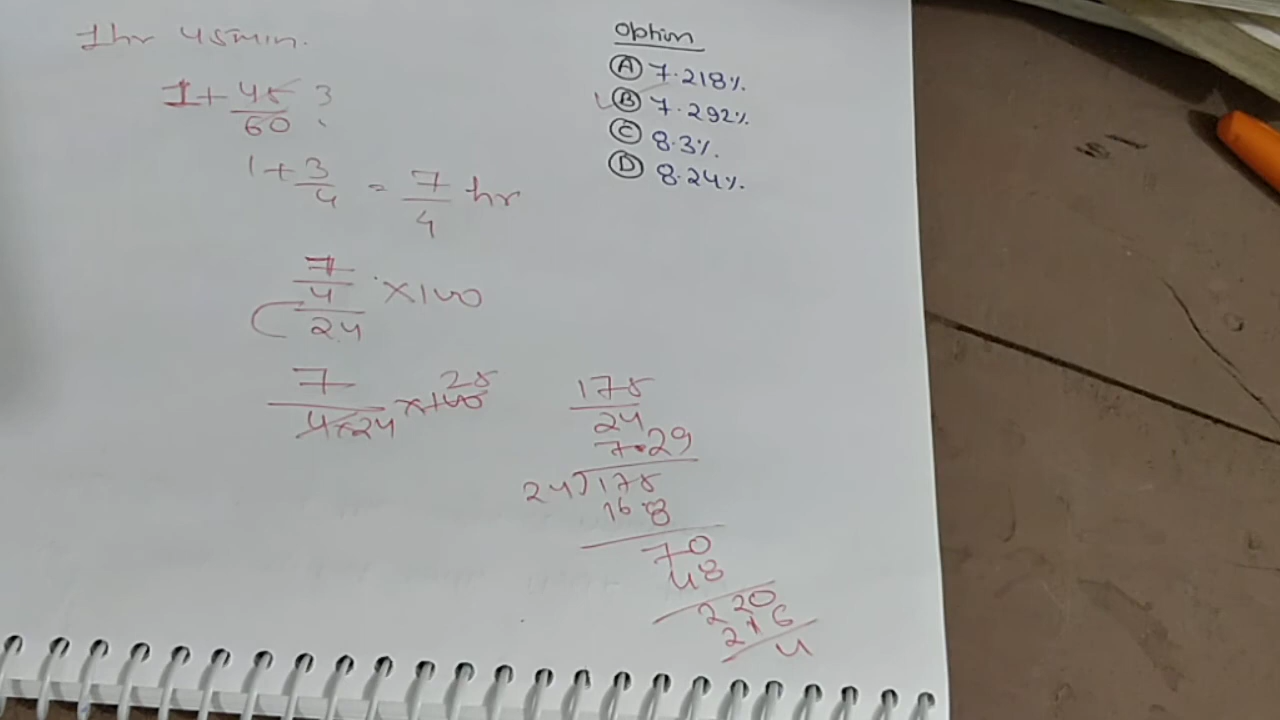 1hr 45min.
1 + 45 3
60
1 + 3/4 = 7/4 hr
7
4 × 100
24
7 25
4×24 × 100
175
24
7.29
24)175
168
70
48
220
216
4
Option
(A) 7.218%
(B) 7.292%
(C) 8.3%.
(D) 8.24%.